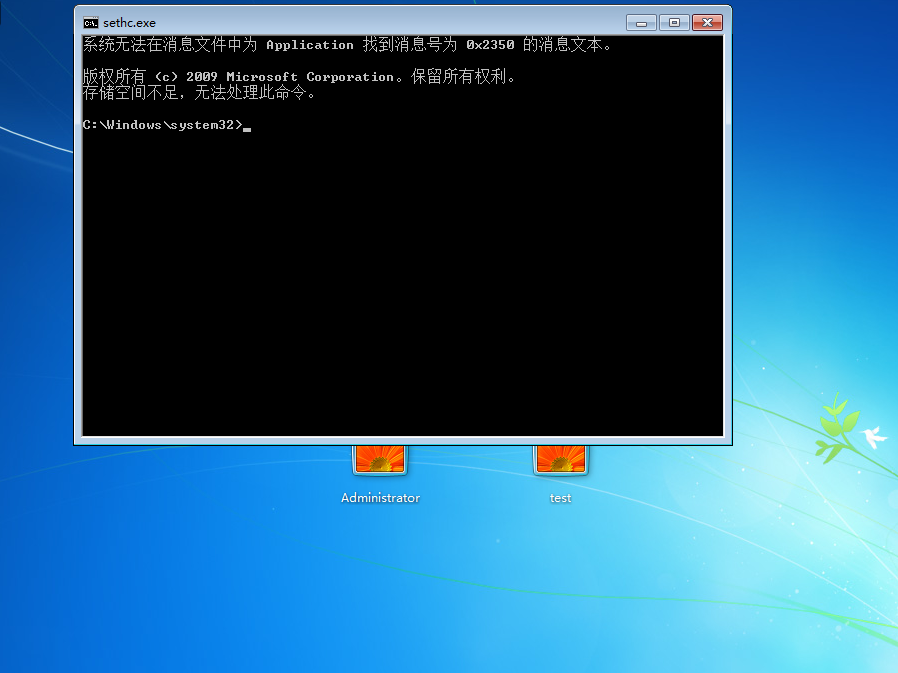 sethc.exe
系统无法在消息文件中为 Application 找到消息号为 0x2350 的消息文本。
版权所有 (c) 2009 Microsoft Corporation。保留所有权利。
存储空间不足，无法处理此命令。
C:\Windows\system32>
Administrator
test